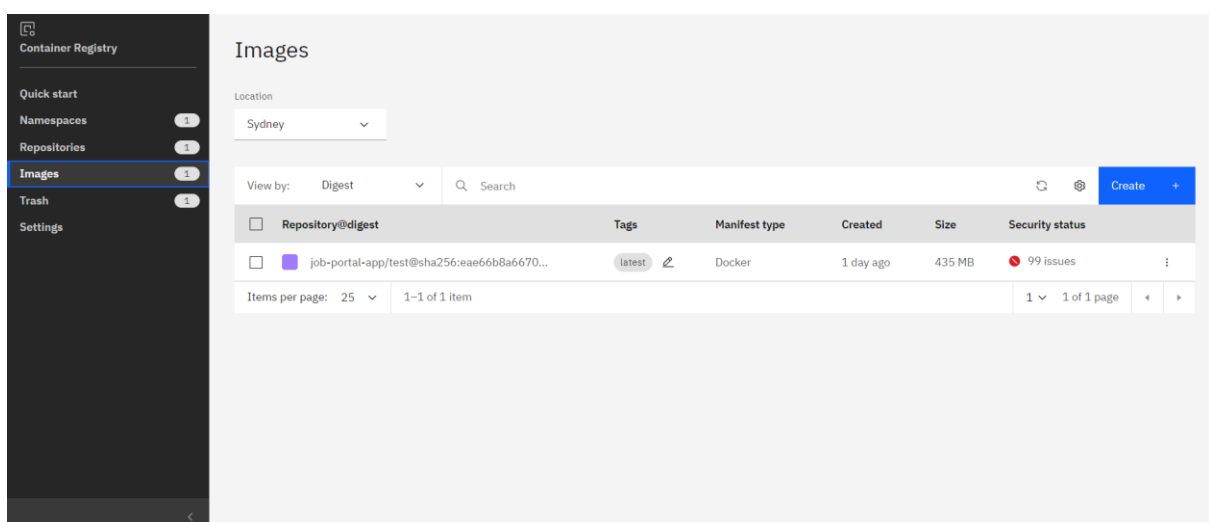 Container Registry
Quick start
Namespaces 1
Repositories 1
Images 1
Trash 1
Settings
Images
Location
Sydney
View by: Digest Search Create +
Repository@digest Tags Manifest type Created Size Security status
job-portal-app/test@sha256:eae66b8a6670... latest Docker 1 day ago 435 MB 99 issues
Items per page: 25 1–1 of 1 item 1 1 of 1 page